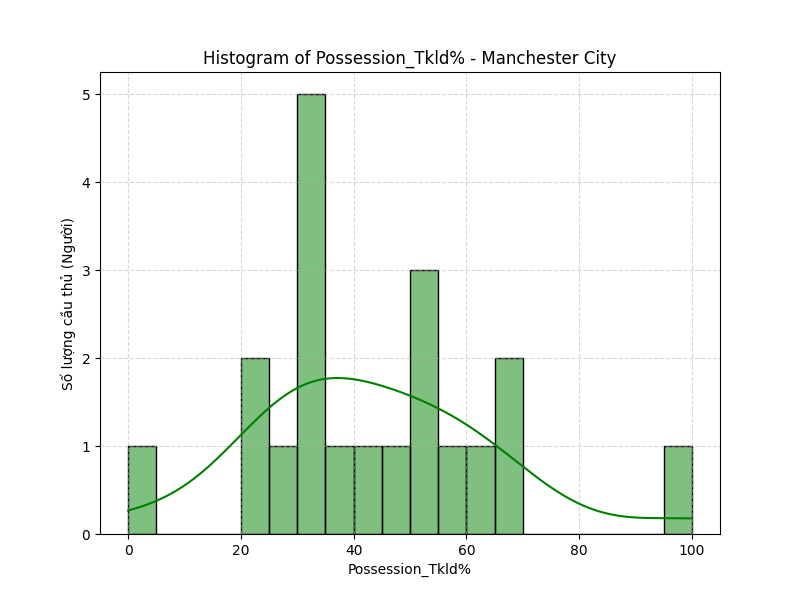 Histogram of Possession_Tkld% - Manchester City
Số lượng cầu thủ (Người)
5
4
3
2
1
0
0 20 40 60 80 100
Possession_Tkld%